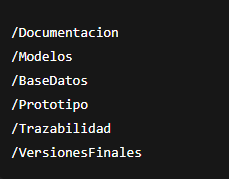 /Documentacion
/Modelos
/BaseDatos
/Prototipo
/Trazabilidad
/VersionesFinales